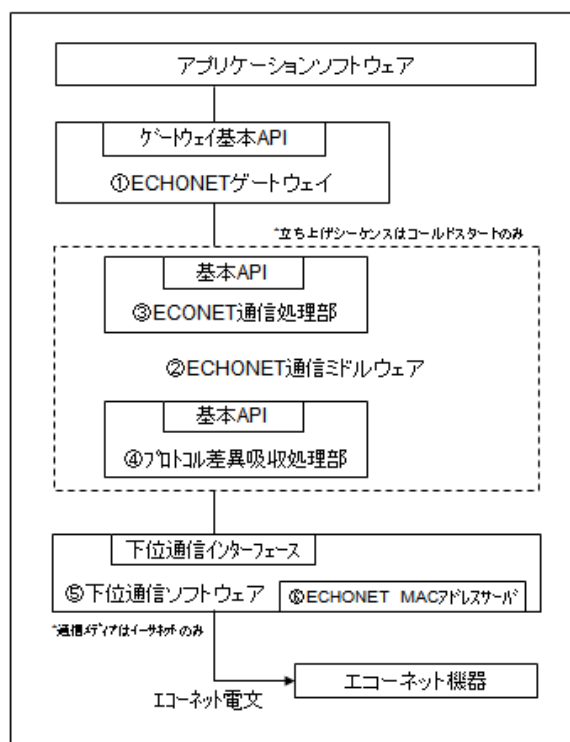 アプリケーションソフトウェア
ゲートウェイ基本API
①ECHONETゲートウェイ
*立ち上げシーケンスはコールドスタートのみ
基本API
③ECONET通信処理部
②ECHONET通信ミドルウェア
基本API
④プロトコル差異吸収処理部
下位通信インターフェース
⑤下位通信ソフトウェア
⑥ECHONET MACアドレスサーバ
*通信メディアはイーサネットのみ
エコーネット機器
エコーネット電文